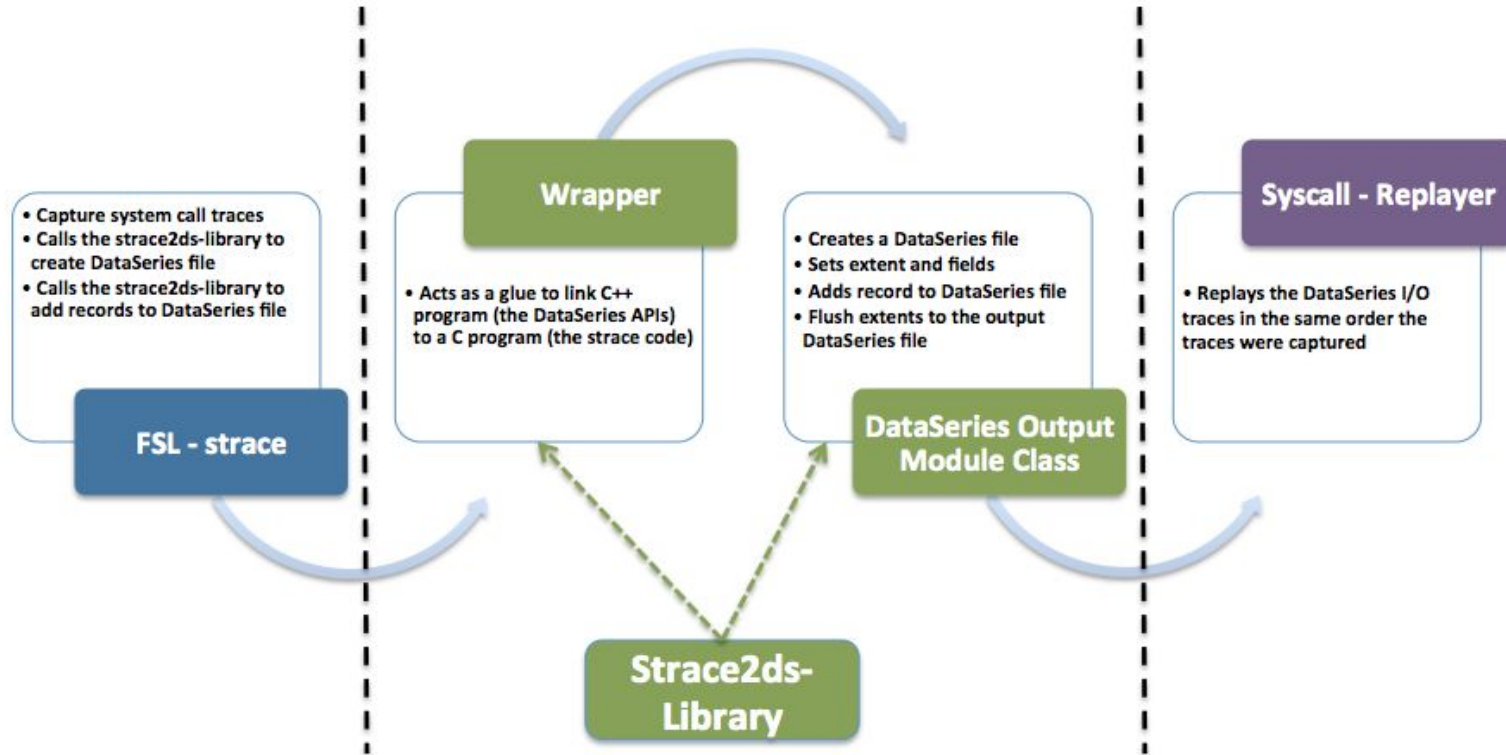 • Capture system call traces
• Calls the strace2ds-library to
create DataSeries file
• Calls the strace2ds-library to
add records to DataSeries file
FSL - strace
Wrapper
• Acts as a glue to link C++
program (the DataSeries APIs)
to a C program (the strace code)
• Creates a DataSeries file
• Sets extent and fields
• Adds record to DataSeries file
• Flush extents to the output
DataSeries file
DataSeries Output
Module Class
Syscall - Replayer
• Replays the DataSeries I/O
traces in the same order the
traces were captured
Strace2ds-
Library